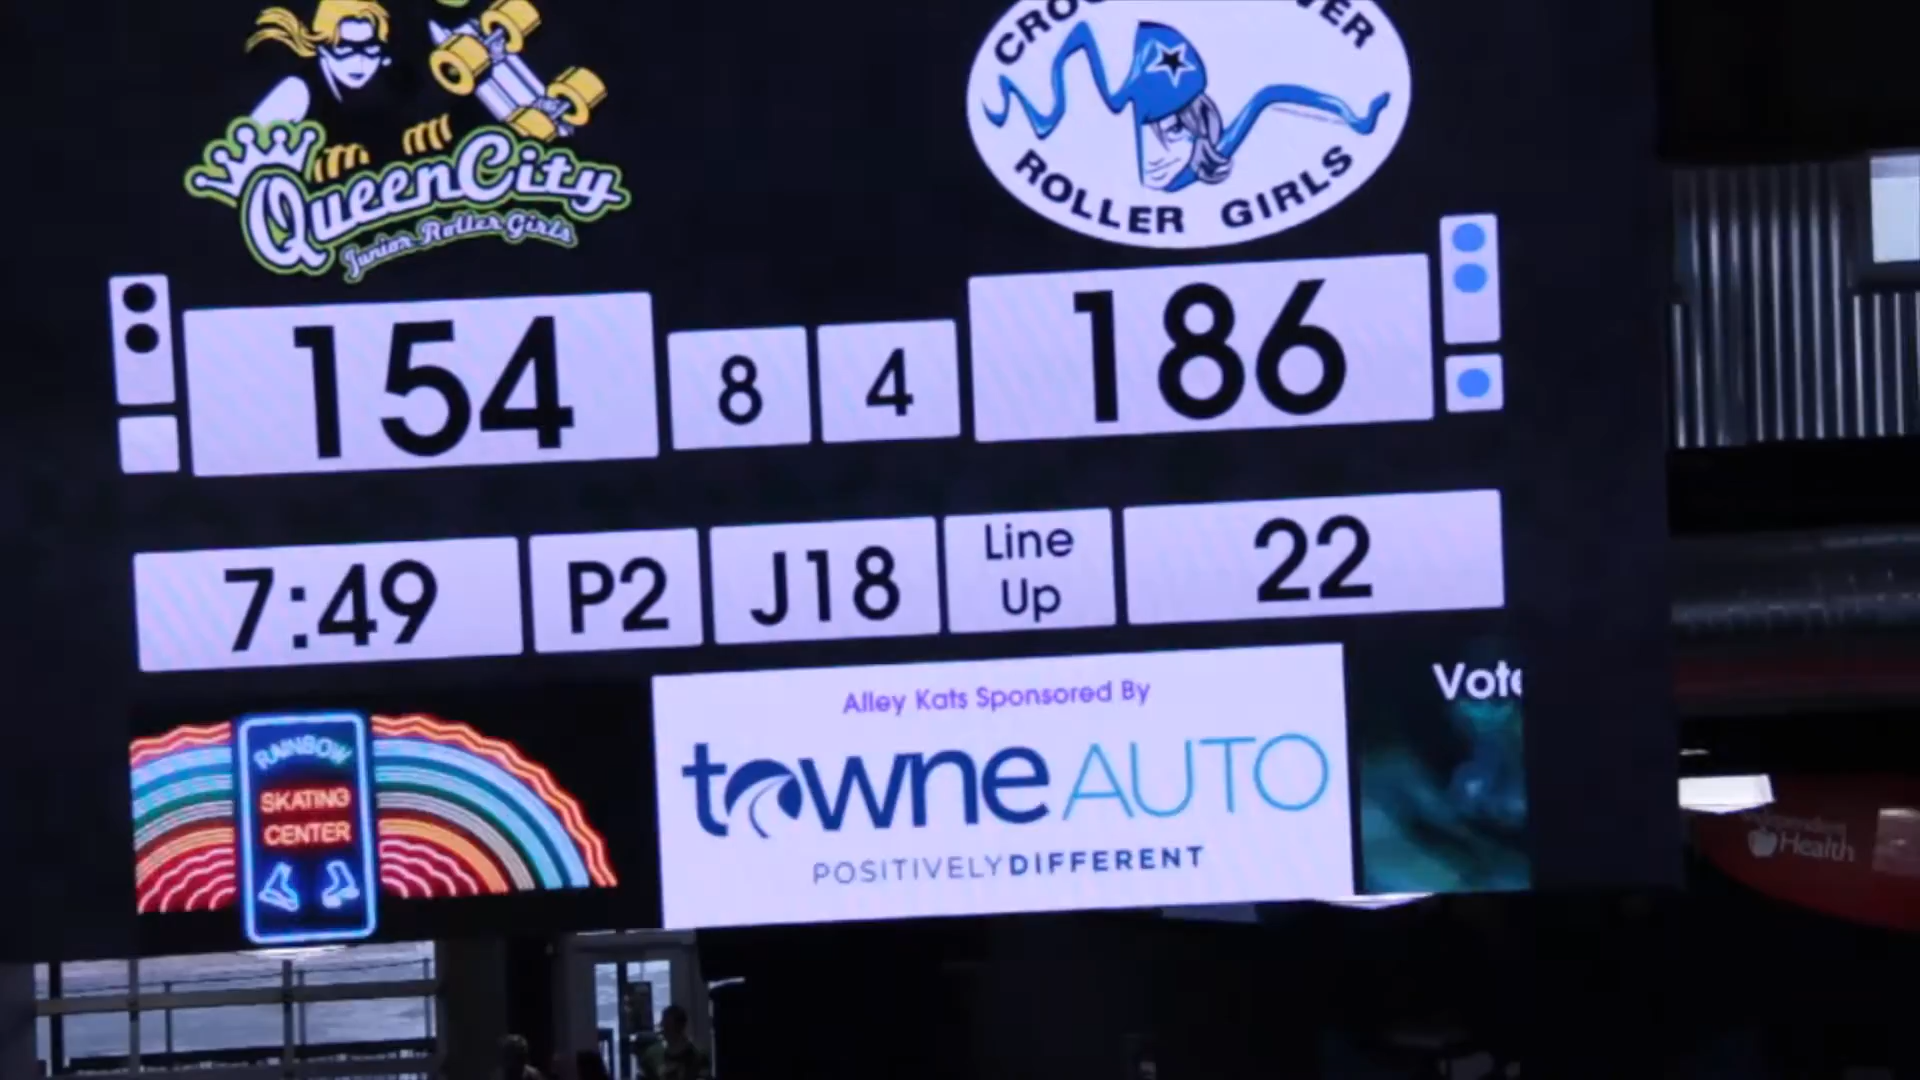 QueenCity
Junior Roller Girls
ROLLER GIRLS
154
8
4
186
7:49
P2
J18
Line
Up
22
RAINBOW
SKATING
CENTER
Alley Kats Sponsored By
towne AUTO
POSITIVELYDIFFERENT
Vote
Health